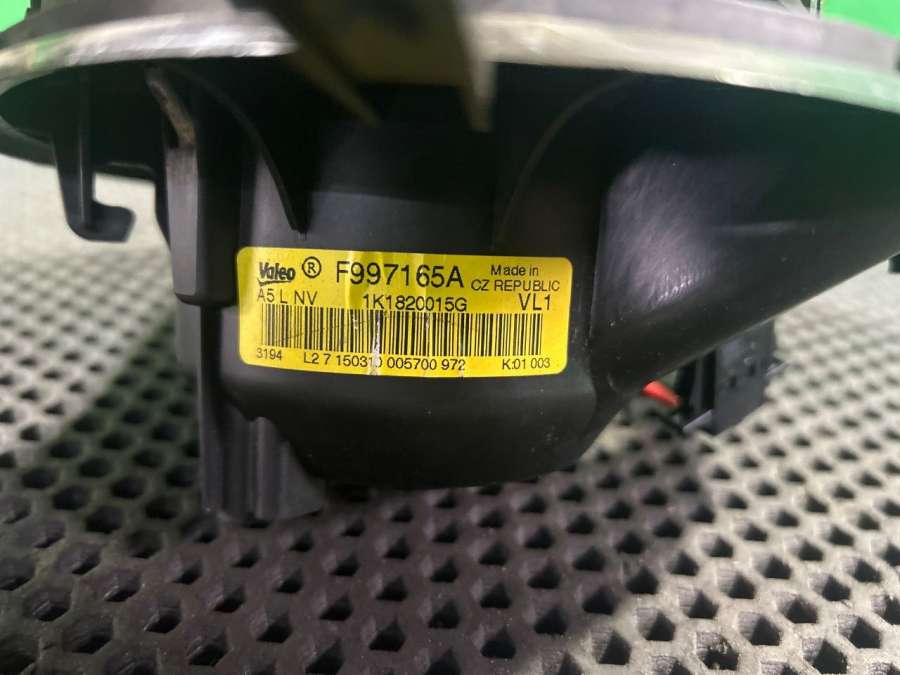 Valeo ® F997165A Made in
CZ REPUBLIC
A5 L NV 1K1820015G VL1
3194 L2 7 150310 005700 972 K:01 003